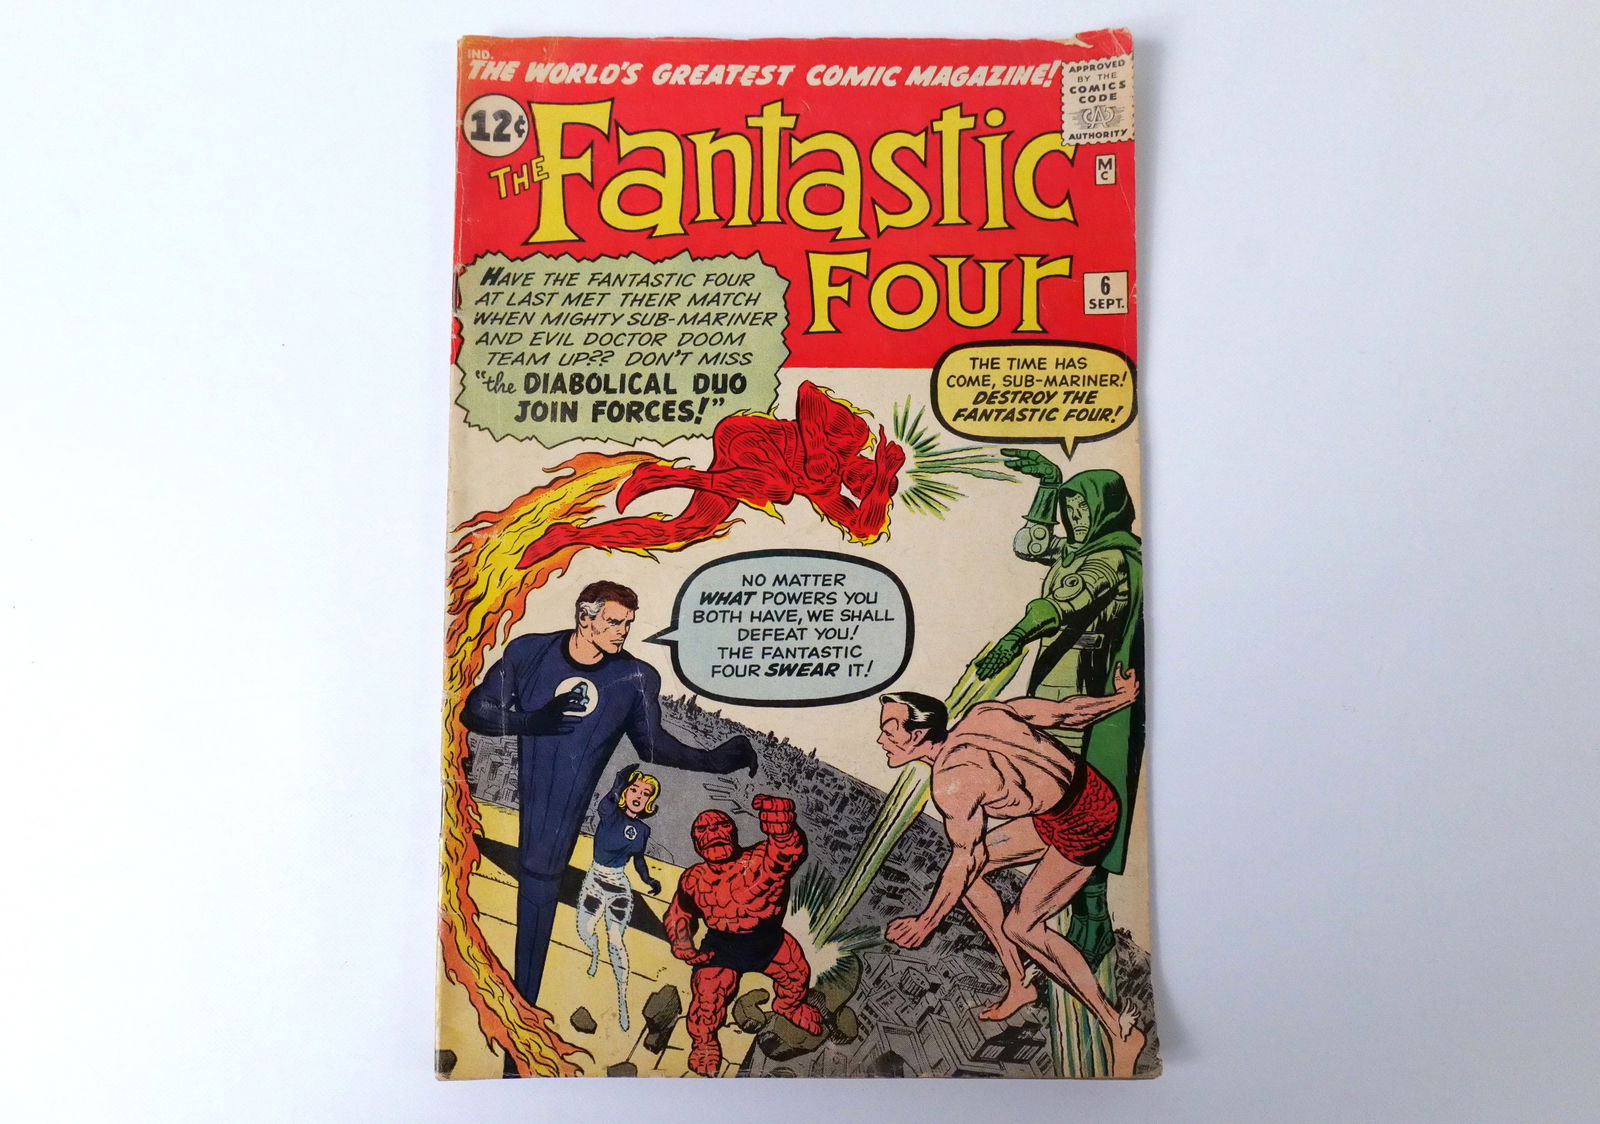 IND.
THE WORLD'S GREATEST COMIC MAGAZINE!
APPROVED
BY THE
COMICS
CODE
CA
AUTHORITY
12¢
THE Fantastic
FOUr
M
C
6
SEPT.
HAVE THE FANTASTIC FOUR
AT LAST MET THEIR MATCH
WHEN MIGHTY SUB-MARINER
AND EVIL DOCTOR DOOM
TEAM UP?? DON'T MISS
"the DIABOLICAL DUO
JOIN FORCES!"
THE TIME HAS
COME, SUB-MARINER!
DESTROY THE
FANTASTIC FOUR!
NO MATTER
WHAT POWERS YOU
BOTH HAVE, WE SHALL
DEFEAT YOU!
THE FANTASTIC
FOUR SWEAR IT!
4
4